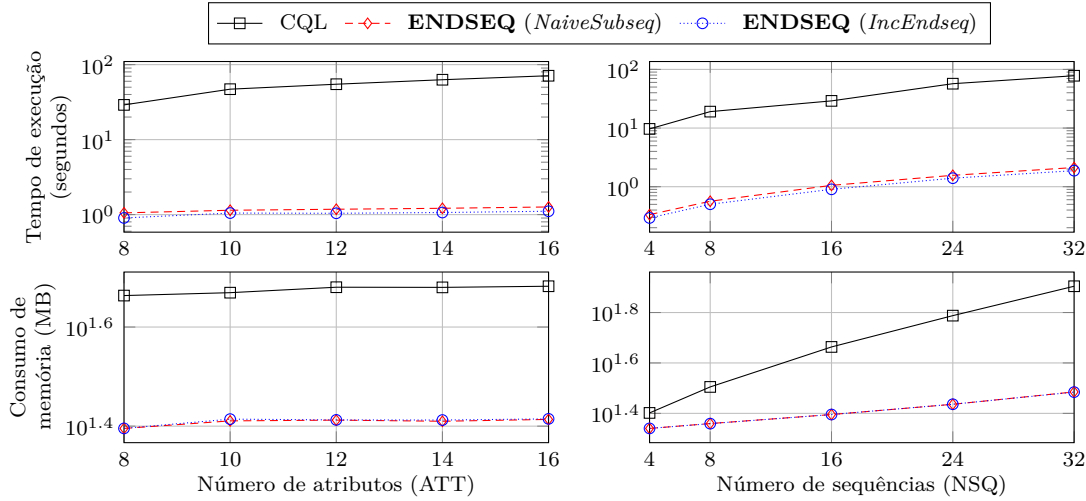 CQL ENDSEQ (NaiveSubseq) ENDSEQ (IncEndseq)
Tempo de execução
(segundos)
10^2
10^1
10^0
8 10 12 14 16
10^2
10^1
10^0
4 8 16 24 32
Consumo de
memória (MB)
10^1.6
10^1.4
8 10 12 14 16
Número de atributos (ATT)
10^1.8
10^1.6
10^1.4
4 8 16 24 32
Número de sequências (NSQ)